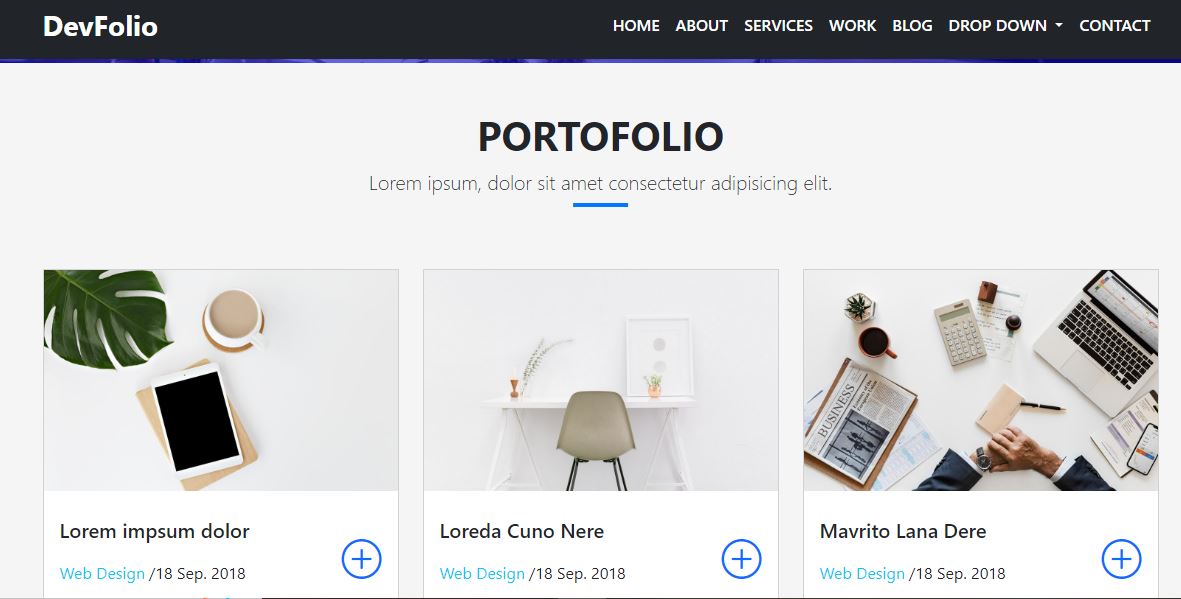 DevFolio
HOME ABOUT SERVICES WORK BLOG DROP DOWN CONTACT
PORTOFOLIO
Lorem ipsum, dolor sit amet consectetur adipisicing elit.
BUSINESS
Lorem impsum dolor
Web Design /18 Sep. 2018
Loreda Cuno Nere
Web Design /18 Sep. 2018
Mavrito Lana Dere
Web Design /18 Sep. 2018